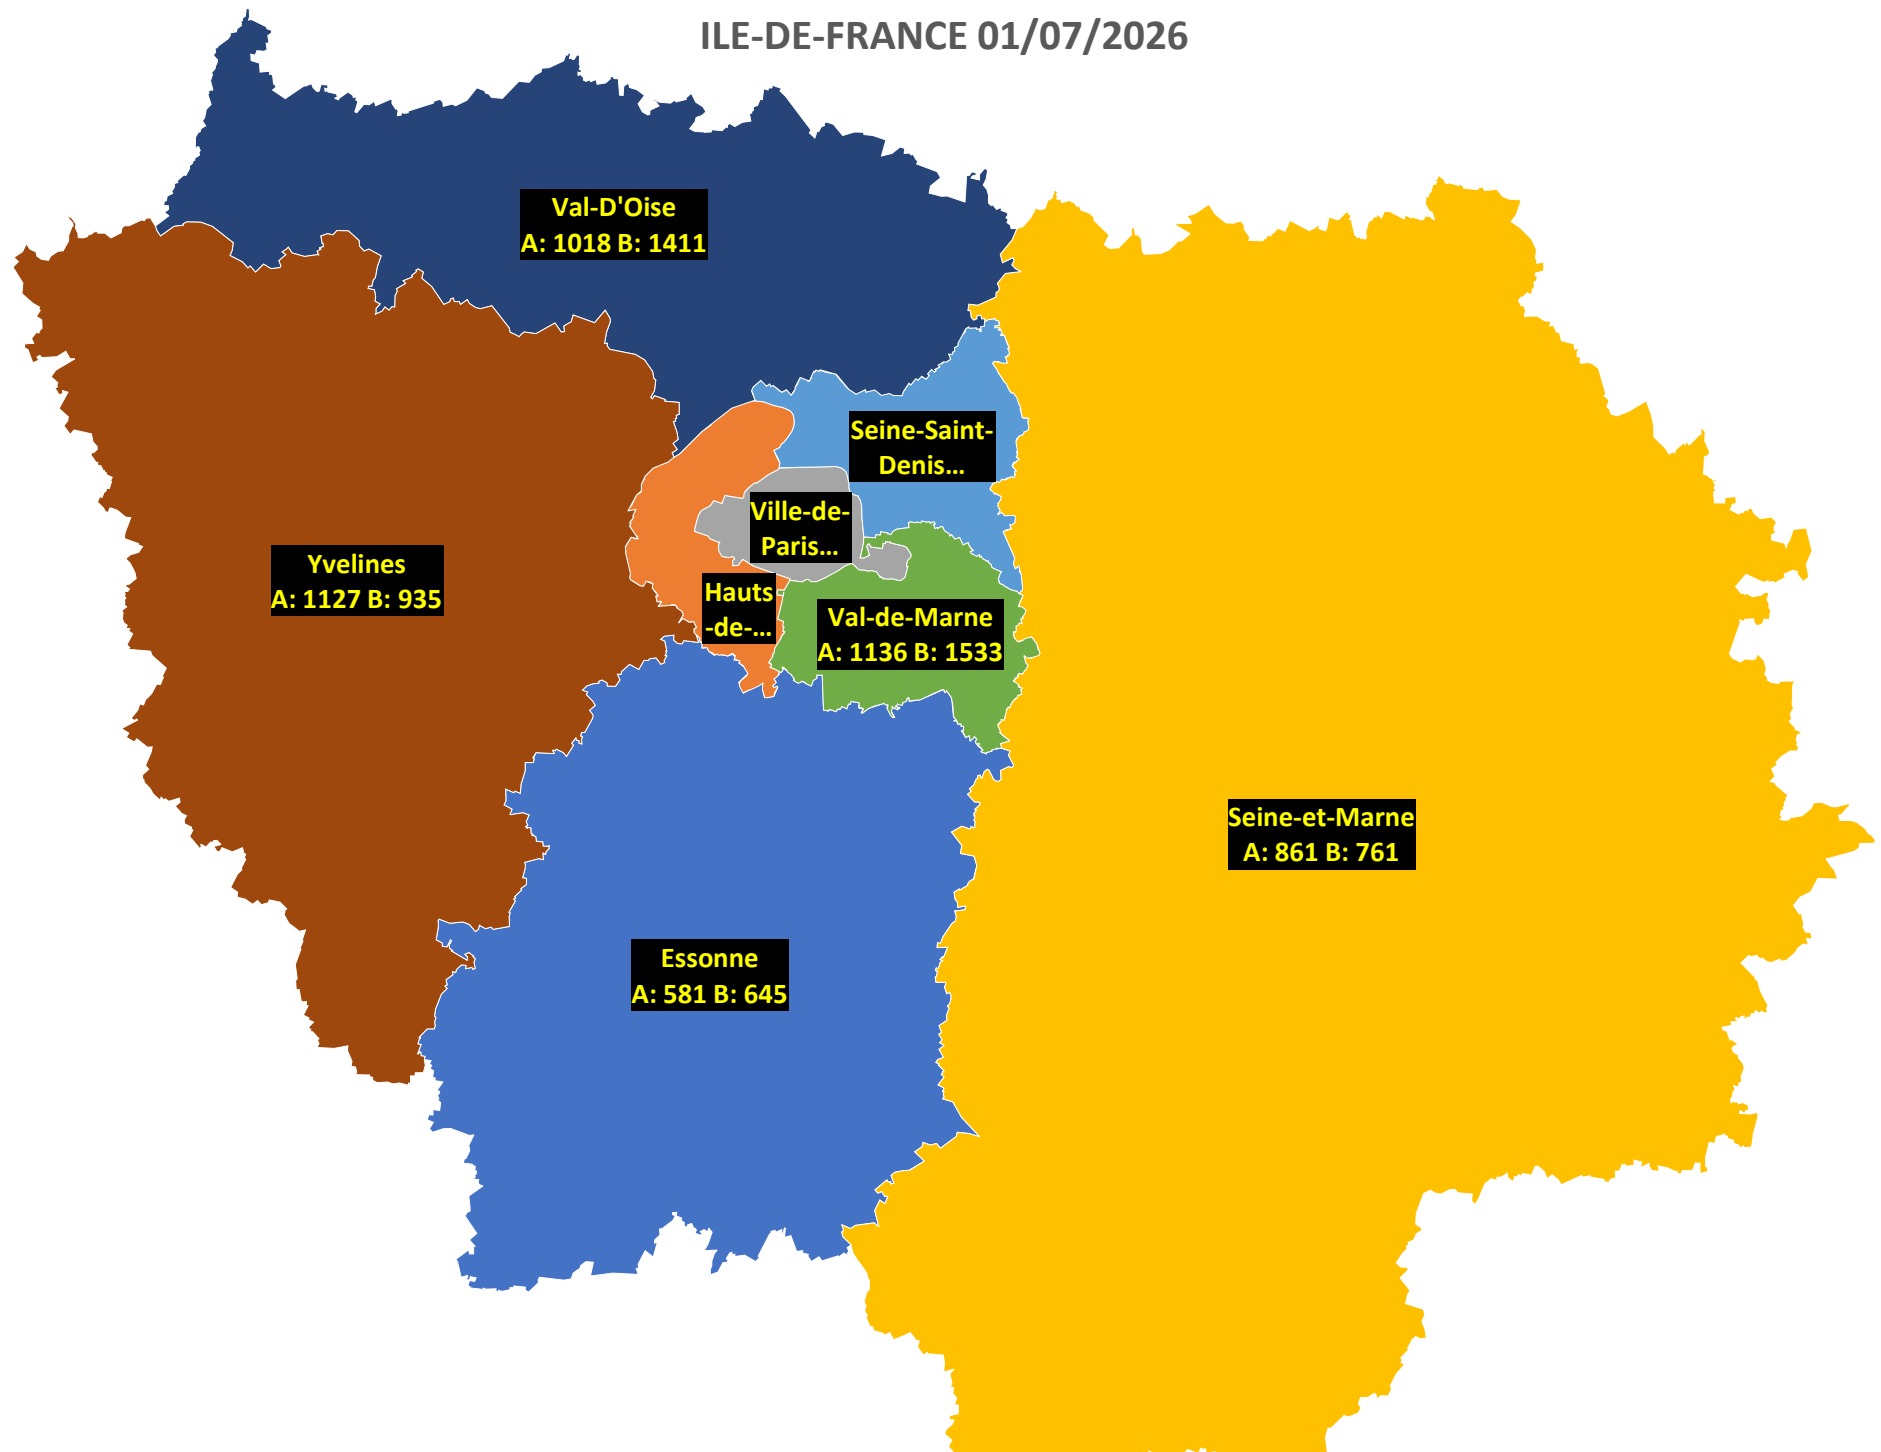 ILE-DE-FRANCE 01/07/2026
Val-D'Oise
A: 1018 B: 1411
Seine-Saint-
Denis...
Ville-de-
Paris...
Yvelines
A: 1127 B: 935
Hauts
-de-...
Val-de-Marne
A: 1136 B: 1533
Seine-et-Marne
A: 861 B: 761
Essonne
A: 581 B: 645